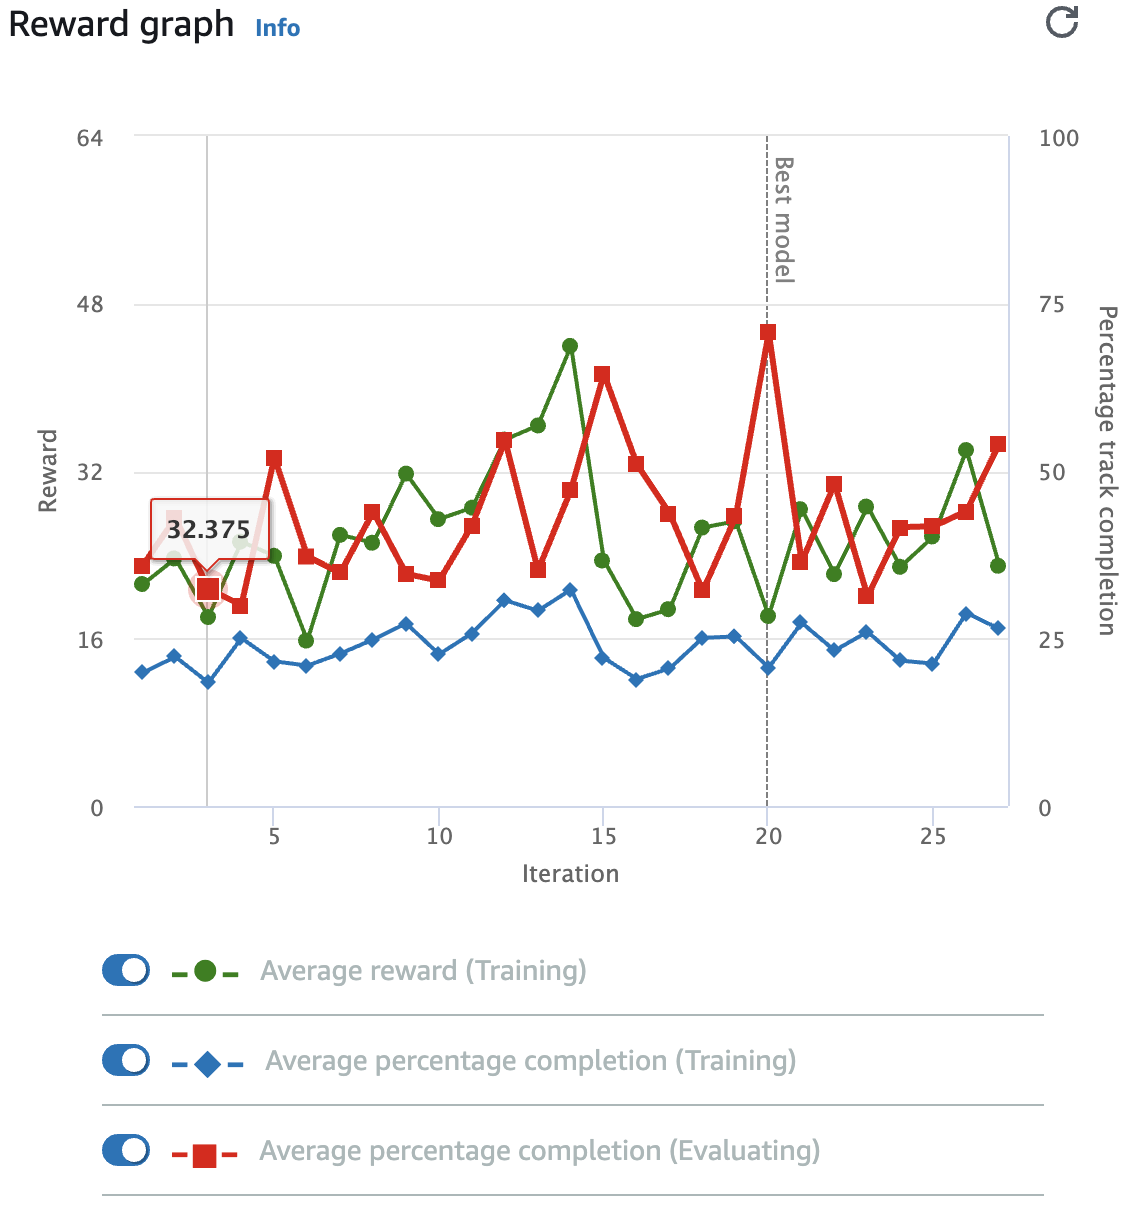 Reward graph Info
64
48
32
16
0
Reward
100
75
50
25
0
Percentage track completion
Best model
32.375
5 10 15 20 25
Iteration
Average reward (Training)
Average percentage completion (Training)
Average percentage completion (Evaluating)